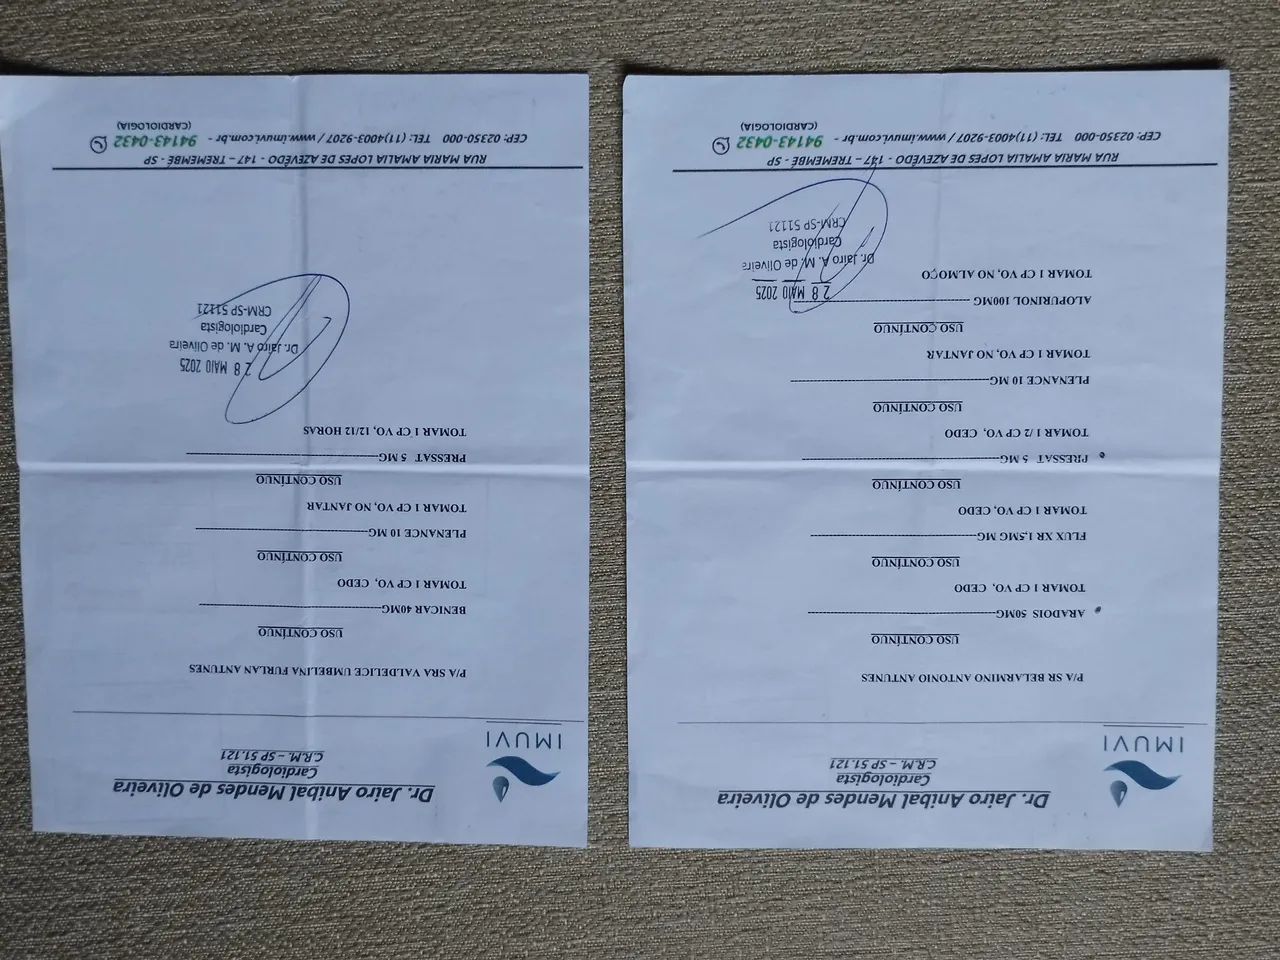 Dr. Jairo Anibal Mendes de Oliveira
Cardiologista
C.R.M. – SP 51.121
IMUVI
P/A SR BELARMINO ANTONIO ANTUNES
USO CONTÍNUO
ARADOIS 50MG
TOMAR 1 CP VO, CEDO
USO CONTÍNUO
FLUX XR 1,5MG MG
TOMAR 1 CP VO, CEDO
USO CONTÍNUO
PRESSAT 5 MG
TOMAR 1 1/2 CP VO, CEDO
USO CONTÍNUO
PLENANCE 10 MG
TOMAR 1 CP VO, NO JANTAR
USO CONTÍNUO
ALOPURINOL 100MG
TOMAR 1 CP VO, NO ALMOÇO
28 MAIO 2025
Dr. Jairo A. M. de Oliveira
Cardiologista
CRM-SP 51121
RUA MARIA AMALIA LOPES DE AZEVÊDO - 147 – TREMEMBÉ - SP
CEP: 02350-000 TEL: (11)4003-9207 / www.imuvi.com.br - 94143-0432
(CARDIOLOGIA)
Dr. Jairo Anibal Mendes de Oliveira
Cardiologista
C.R.M. – SP 51.121
IMUVI
P/A SRA VALDELICE UMBELINA FURLAN ANTUNES
USO CONTÍNUO
BENICAR 40MG
TOMAR 1 CP VO, CEDO
USO CONTÍNUO
PLENANCE 10 MG
TOMAR 1 CP VO, NO JANTAR
USO CONTÍNUO
PRESSAT 5 MG
TOMAR 1 CP VO, 12/12 HORAS
28 MAIO 2025
Dr. Jairo A. M. de Oliveira
Cardiologista
CRM-SP 51121
RUA MARIA AMALIA LOPES DE AZEVÊDO - 147 – TREMEMBÉ - SP
CEP: 02350-000 TEL: (11)4003-9207 / www.imuvi.com.br - 94143-0432
(CARDIOLOGIA)